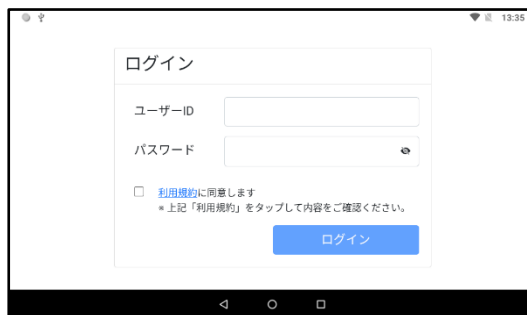 13:35
ログイン
ユーザーID
パスワード
利用規約に同意します
※上記「利用規約」をタップして内容をご確認ください。
ログイン